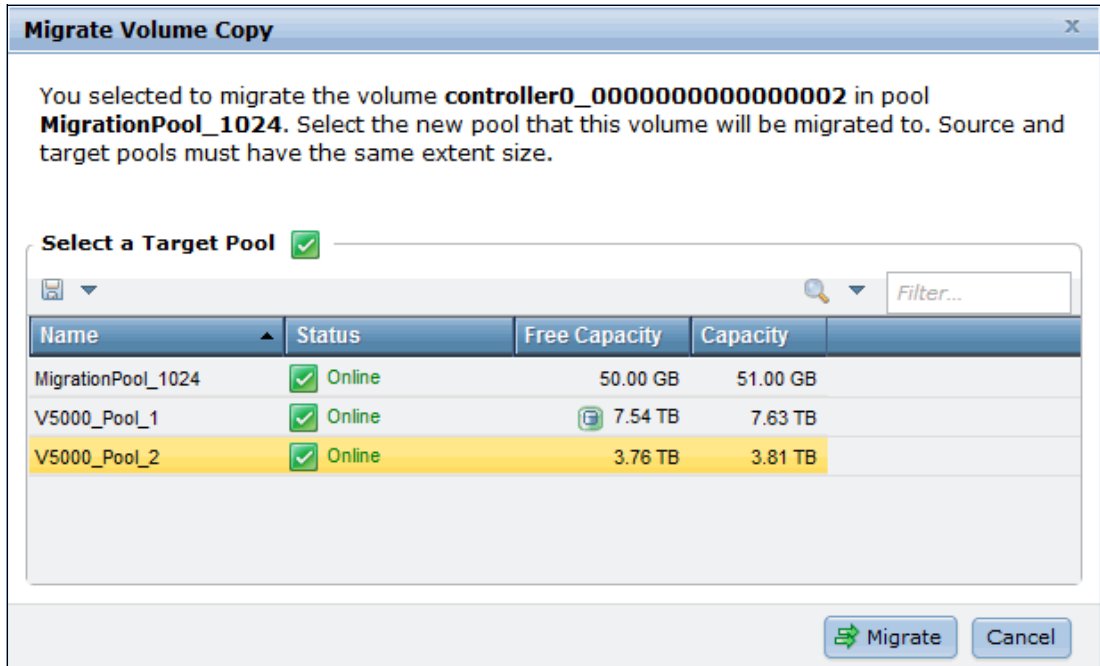 Migrate Volume Copy x
You selected to migrate the volume controller0_0000000000000002 in pool
MigrationPool_1024. Select the new pool that this volume will be migrated to. Source and
target pools must have the same extent size.
Select a Target Pool
Filter...
Name Status Free Capacity Capacity
MigrationPool_1024 Online 50.00 GB 51.00 GB
V5000_Pool_1 Online 7.54 TB 7.63 TB
V5000_Pool_2 Online 3.76 TB 3.81 TB
Migrate Cancel